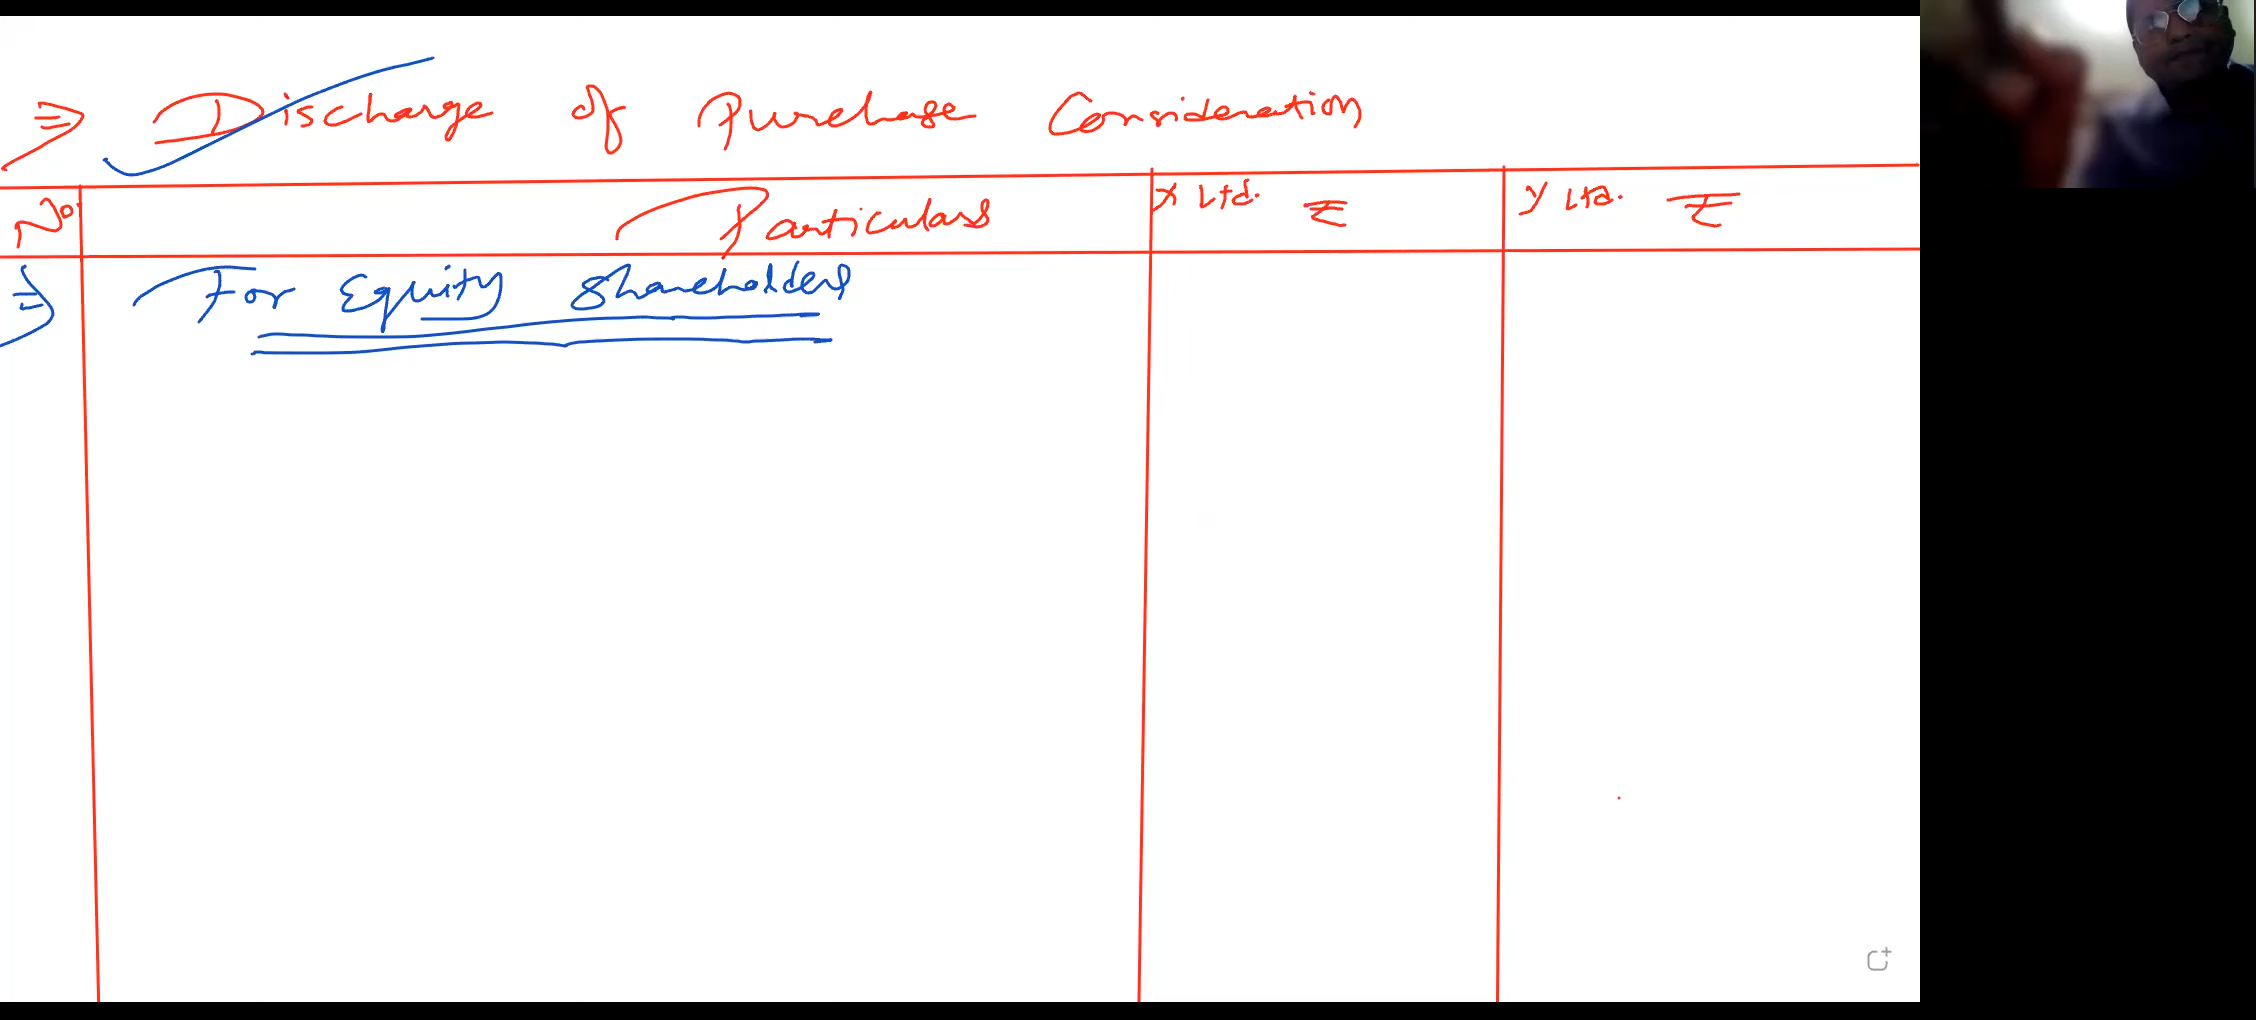 ⇒ Discharge of Purchase Consideration
No. Particulars X Ltd. ₹ Y Ltd. ₹
⇒ For Equity Shareholders